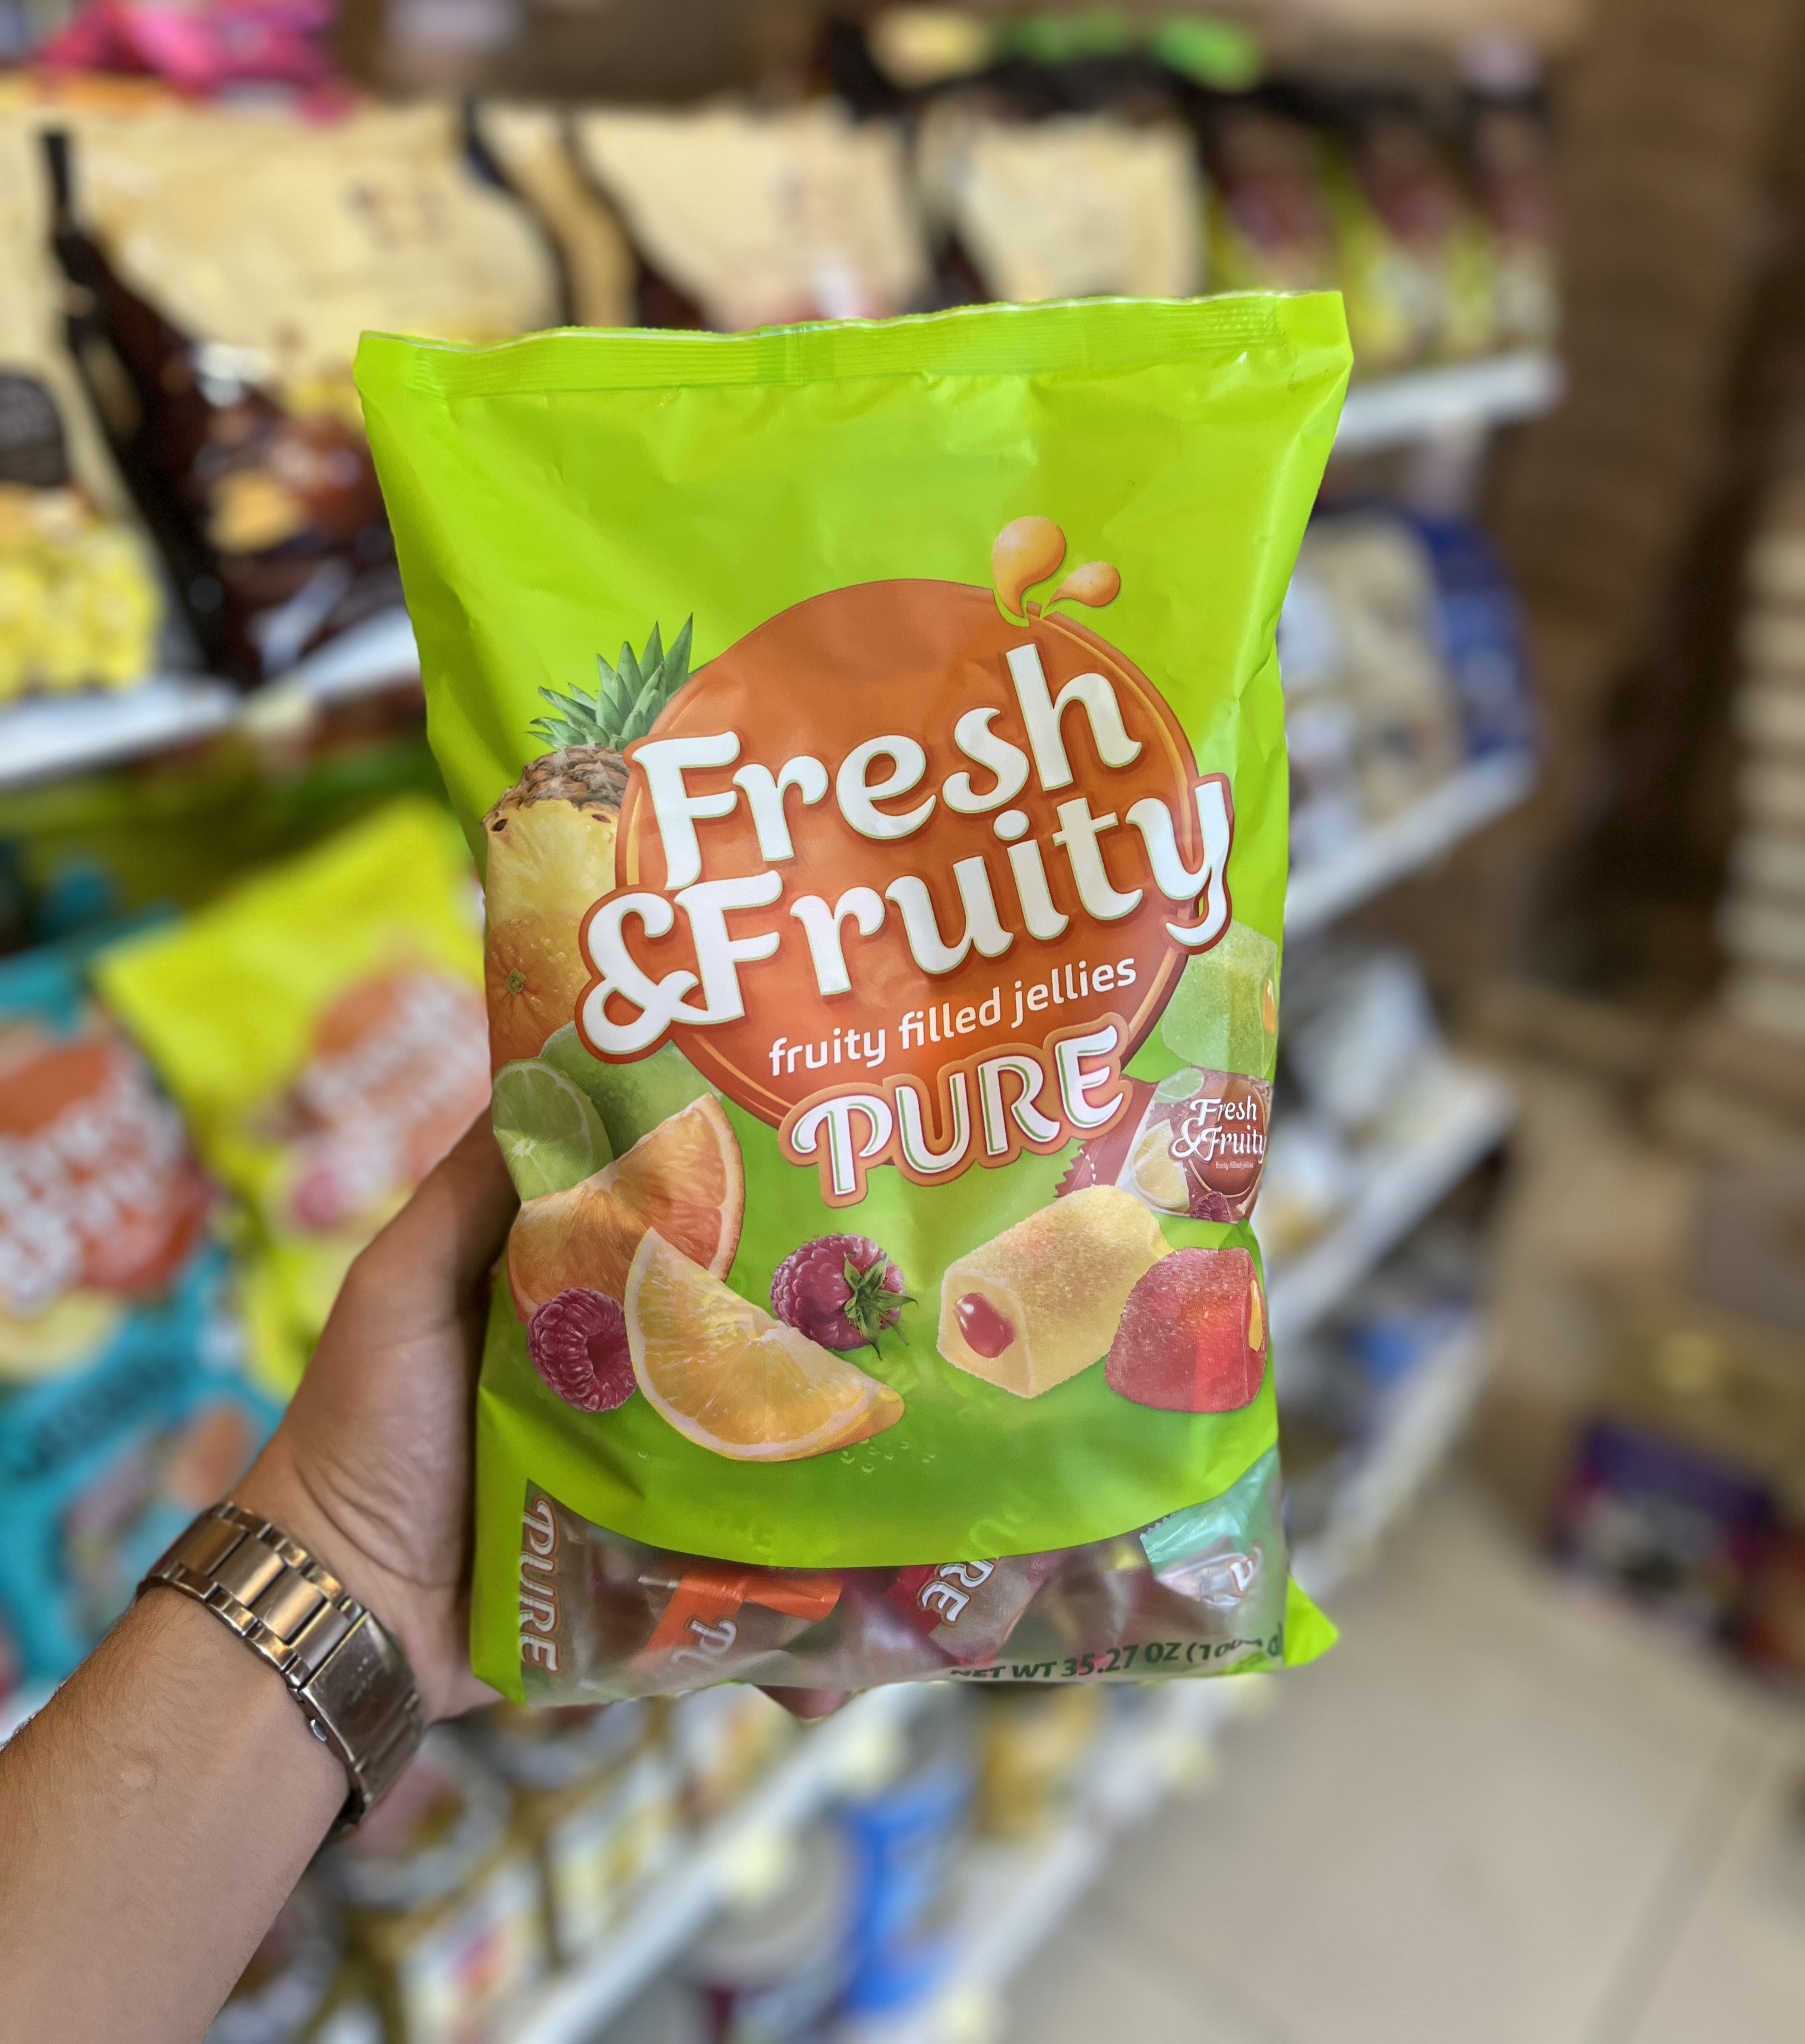 Fresh
&Fruity
fruity filled jellies
PURE
Fresh
&Fruity
PURE
NET WT 35.27 OZ